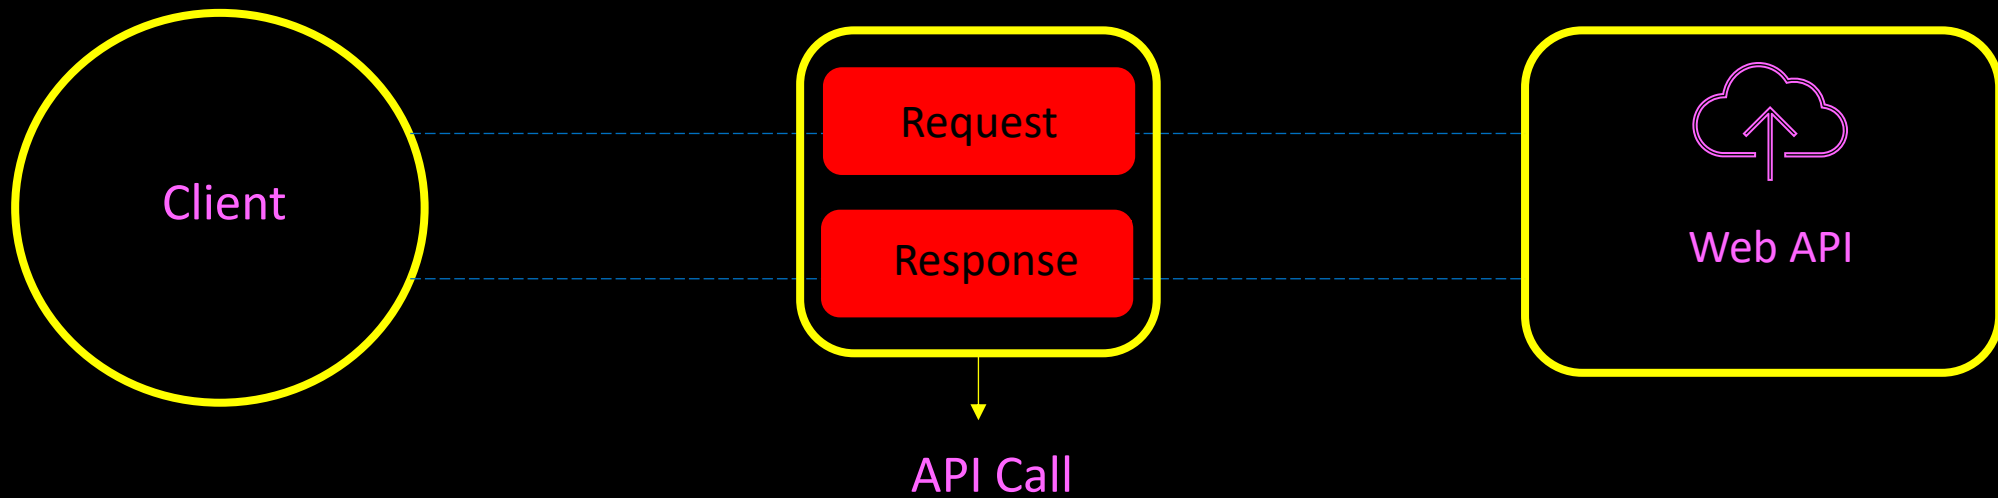 Client
Request
Response
Web API
API Call